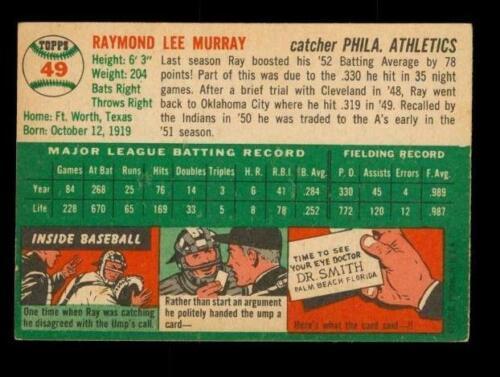 TOPPS
49
RAYMOND LEE MURRAY
catcher PHILA. ATHLETICS
Height: 6' 3"
Weight: 204
Bats Right
Throws Right
Home: Ft. Worth, Texas
Born: October 12, 1919
Last season Ray boosted his '52 Batting Average by 78
points! Part of this was due to the .330 he hit in 35 night
games. After a brief trial with Cleveland in '48, Ray went
back to Oklahoma City where he hit .319 in '49. Recalled by
the Indians in '50 he was traded to the A's early in the
'51 season.
MAJOR LEAGUE BATTING RECORD
FIELDING RECORD
Games At Bat Runs Hits Doubles Triples H. R. R.B.I. B. Avg. P.O. Assists Errors F. Avg.
Year 84 268 25 76 14 3 6 41 .284 330 45 4 .989
Life 228 670 65 169 33 5 8 78 .252 772 120 12 .987
INSIDE BASEBALL
One time when Ray was catching
he disagreed with the Ump's call.
Rather than start an argument
he politely handed the ump a
card—
TIME TO SEE
YOUR EYE DOCTOR
DR. SMITH
PALM BEACH FLORIDA
Here's what the card said—!!